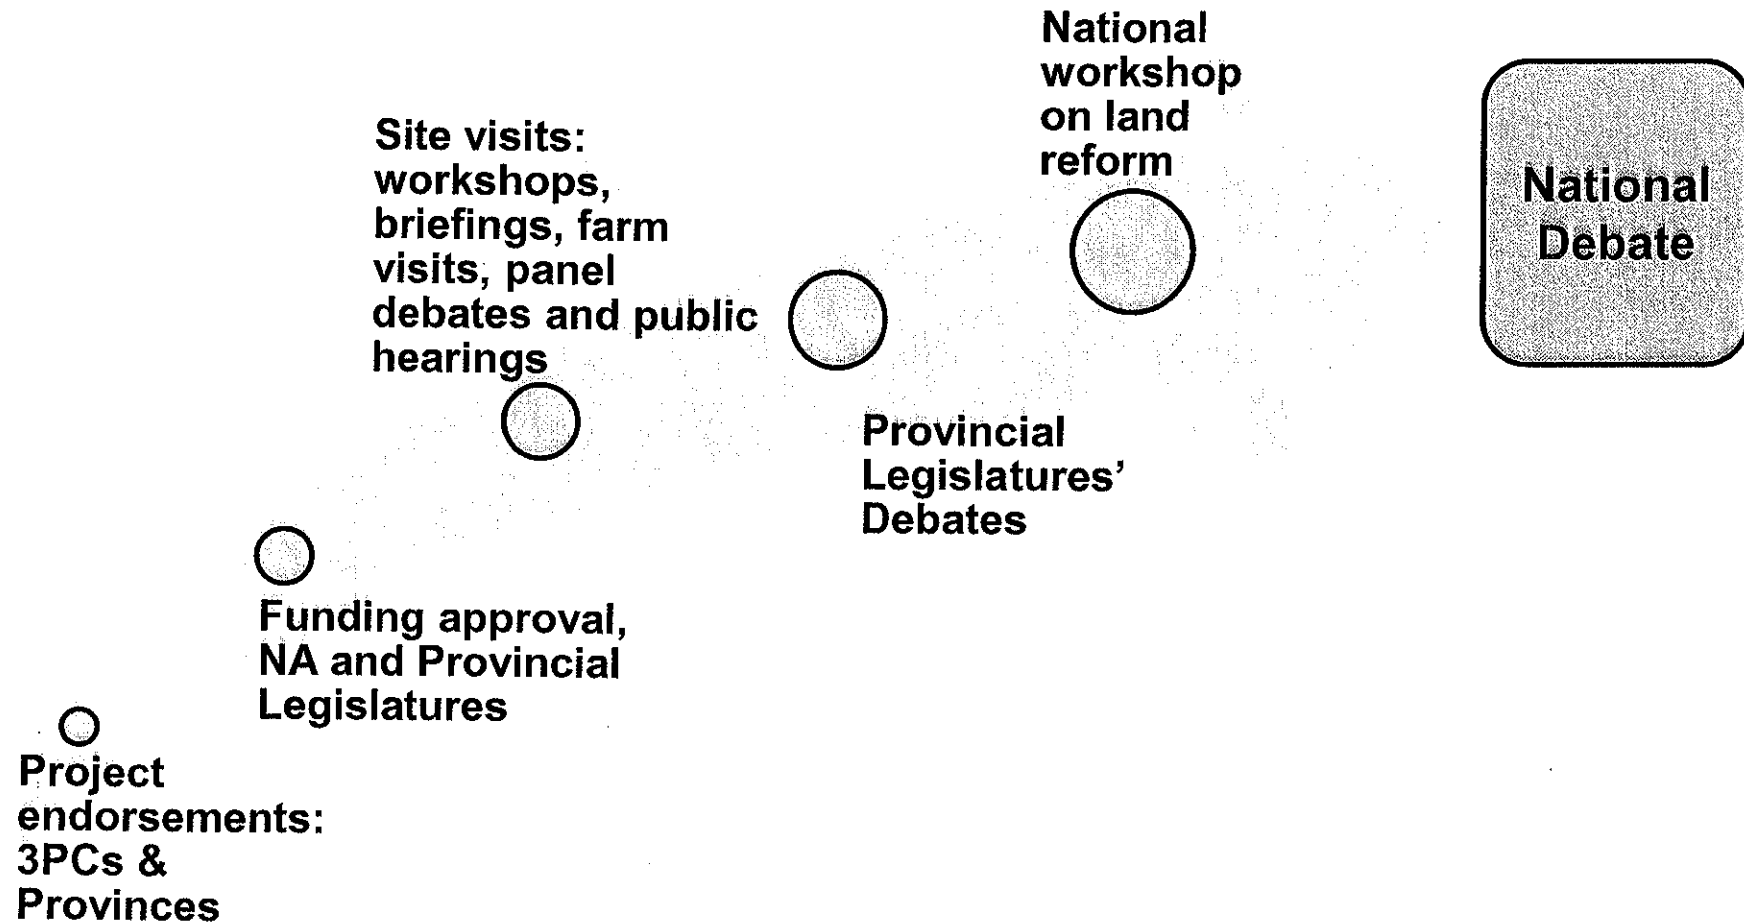 National
workshop
on land
reform
National
Debate
Site visits:
workshops,
briefings, farm
visits, panel
debates and public
hearings
Provincial
Legislatures’
Debates
Funding approval,
NA and Provincial
Legislatures
Project
endorsements:
3PCs &
Provinces